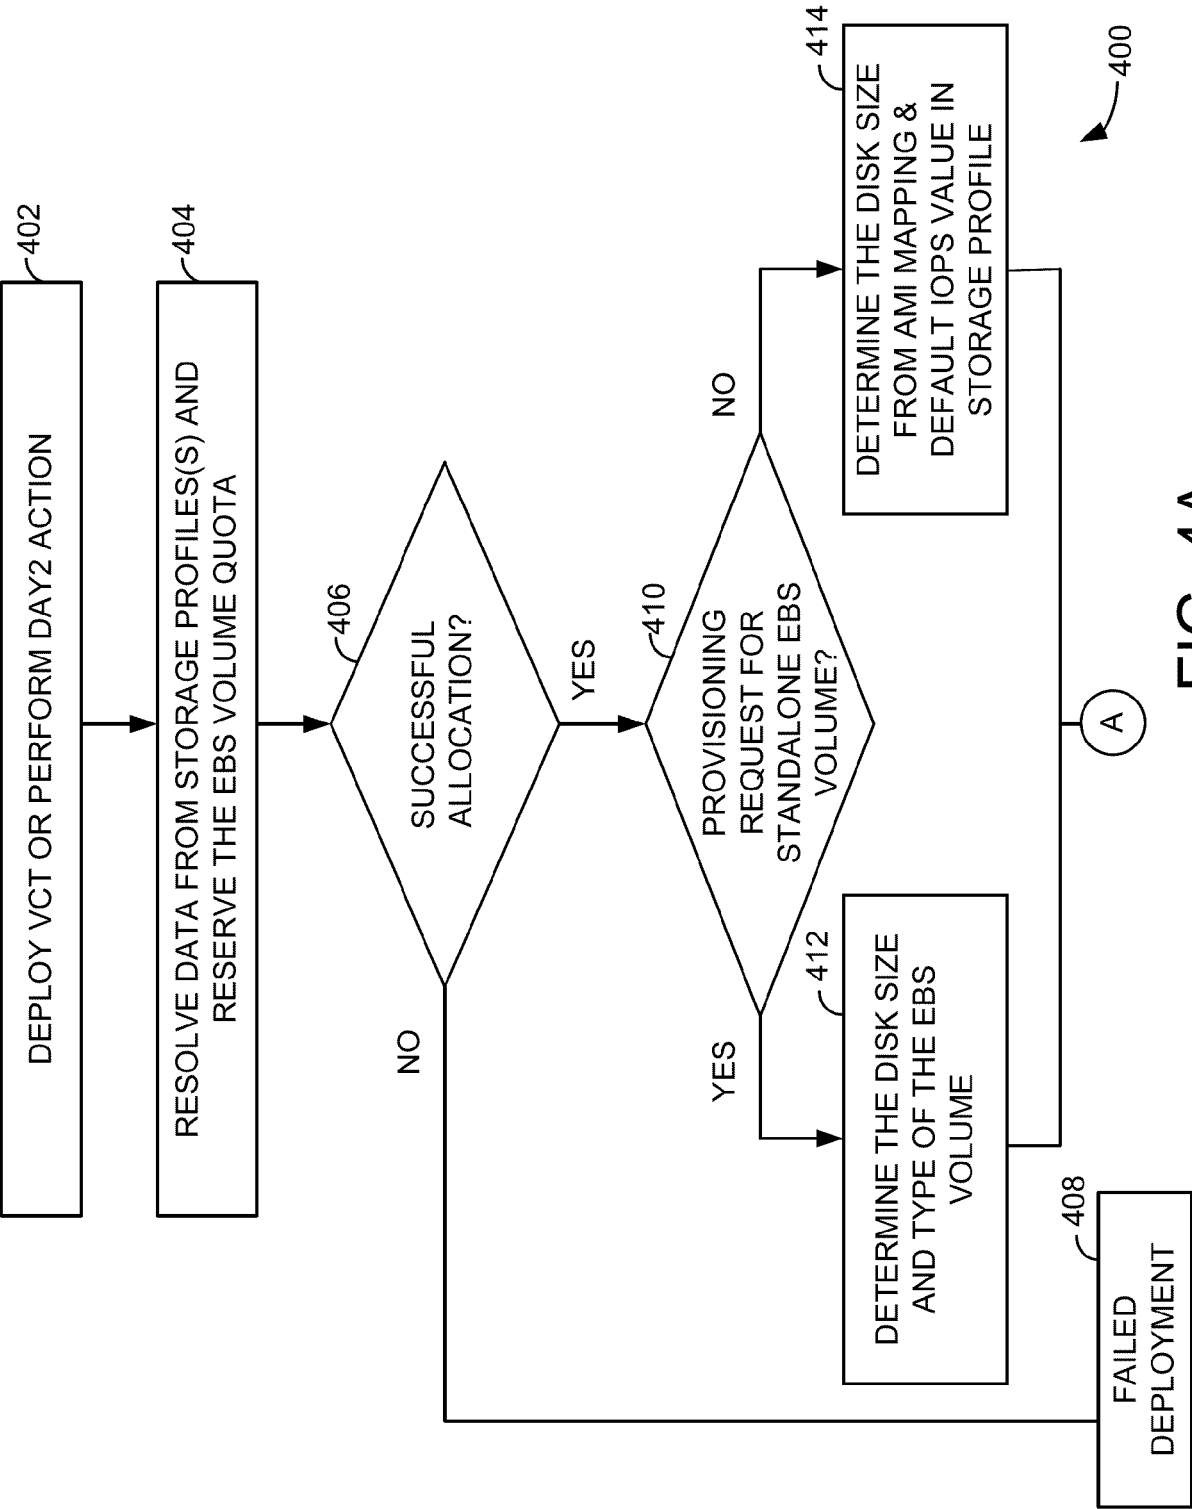 402
DEPLOY VCT OR PERFORM DAY2 ACTION
404
RESOLVE DATA FROM STORAGE PROFILES(S) AND
RESERVE THE EBS VOLUME QUOTA
406
SUCCESSFUL
ALLOCATION?
NO
YES
410
PROVISIONING
REQUEST FOR
STANDALONE EBS
VOLUME?
YES
NO
412
DETERMINE THE DISK SIZE
AND TYPE OF THE EBS
VOLUME
414
DETERMINE THE DISK SIZE
FROM AMI MAPPING &
DEFAULT IOPS VALUE IN
STORAGE PROFILE
408
FAILED
DEPLOYMENT
A
400
FIG. 4A